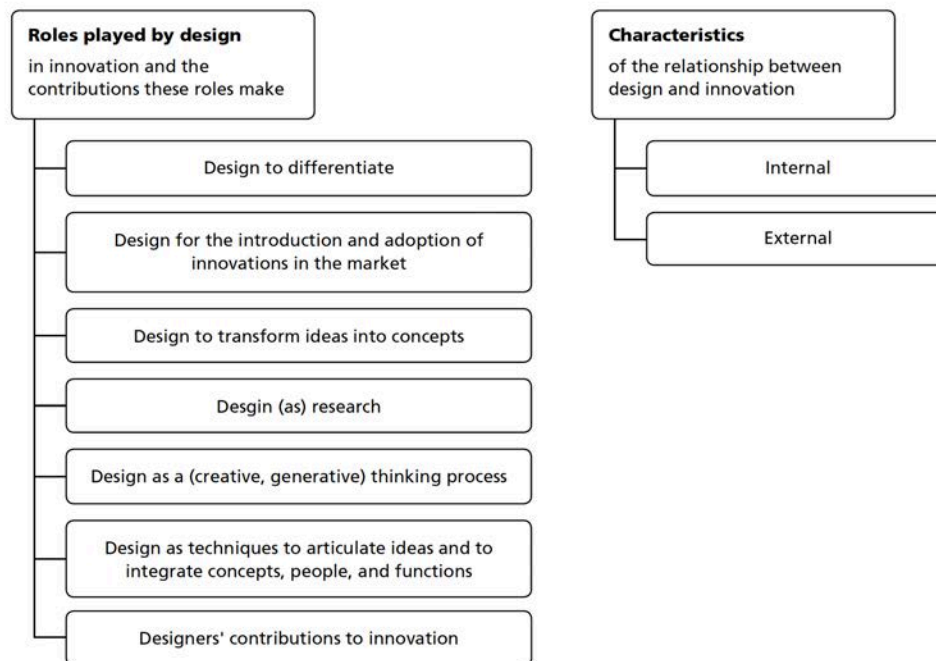 Roles played by design
in innovation and the
contributions these roles make
Design to differentiate
Design for the introduction and adoption of
innovations in the market
Design to transform ideas into concepts
Desgin (as) research
Design as a (creative, generative) thinking process
Design as techniques to articulate ideas and to
integrate concepts, people, and functions
Designers' contributions to innovation
Characteristics
of the relationship between
design and innovation
Internal
External